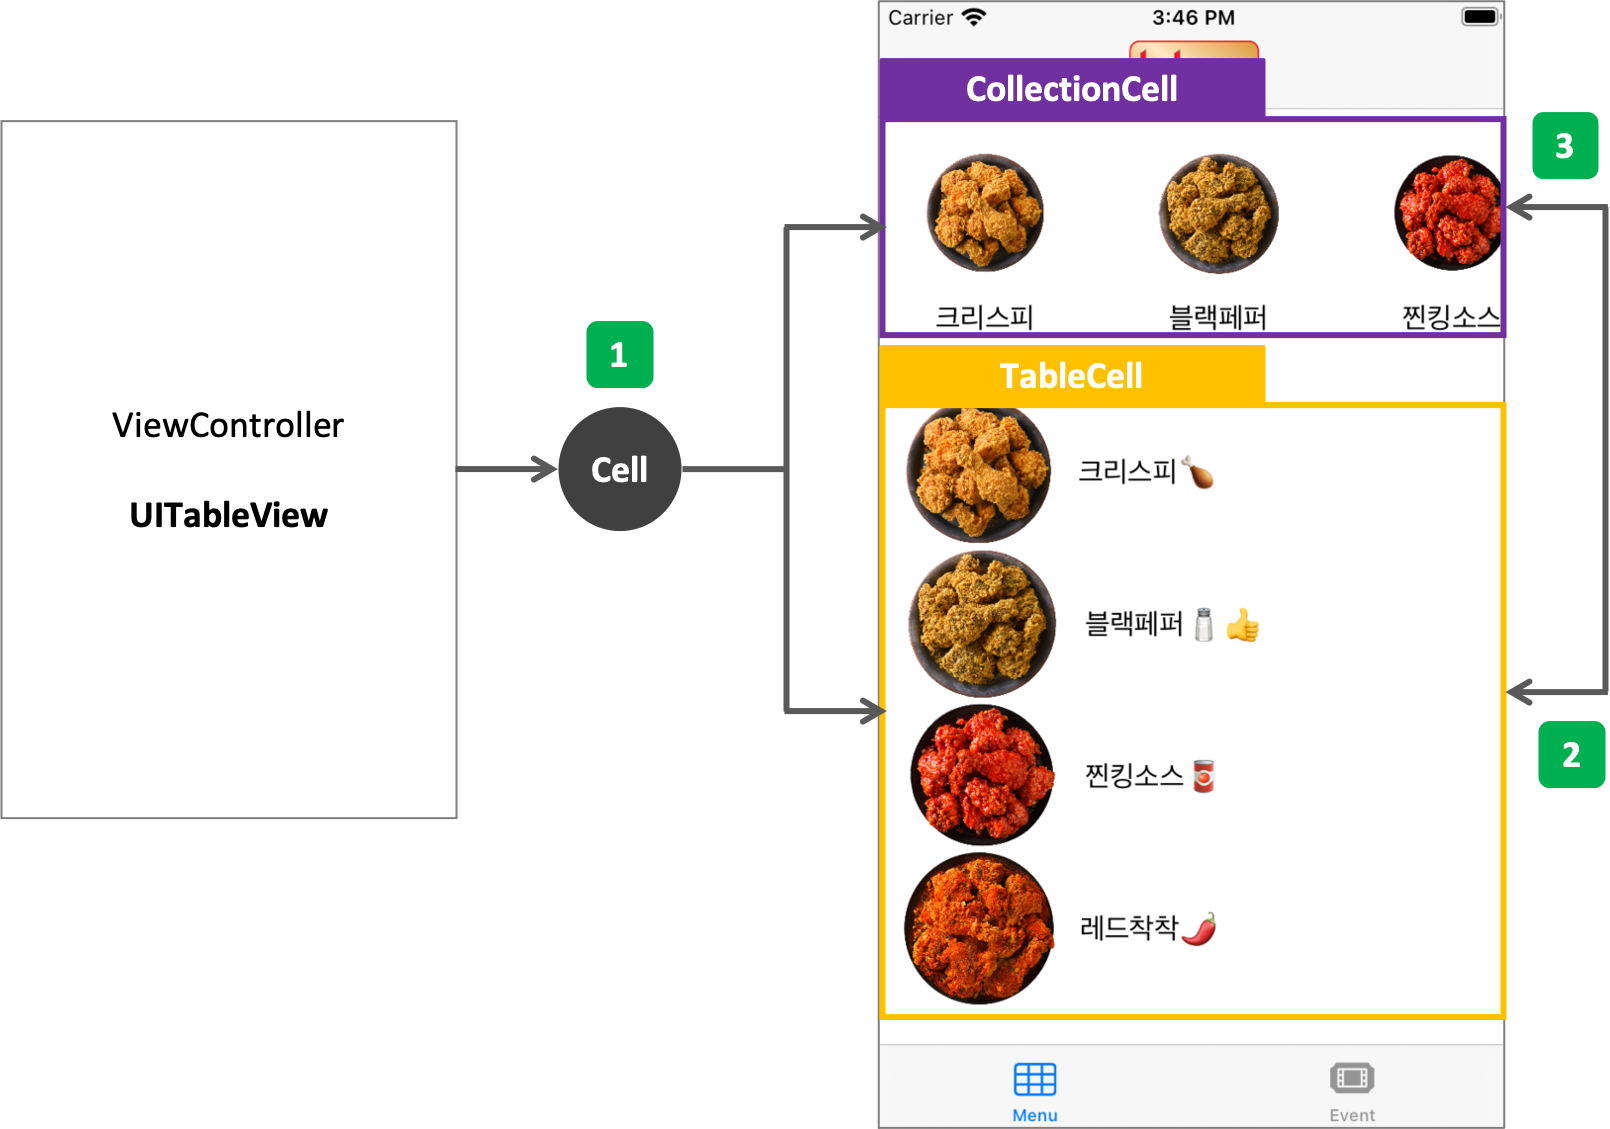 Carrier
3:46 PM
CollectionCell
3
크리스피
블랙페퍼
찐킹소스
1
TableCell
ViewController
UITableView
Cell
크리스피🍗
블랙페퍼 🧂 👍
찐킹소스🥫
레드착착🌶️
2
Menu
Event